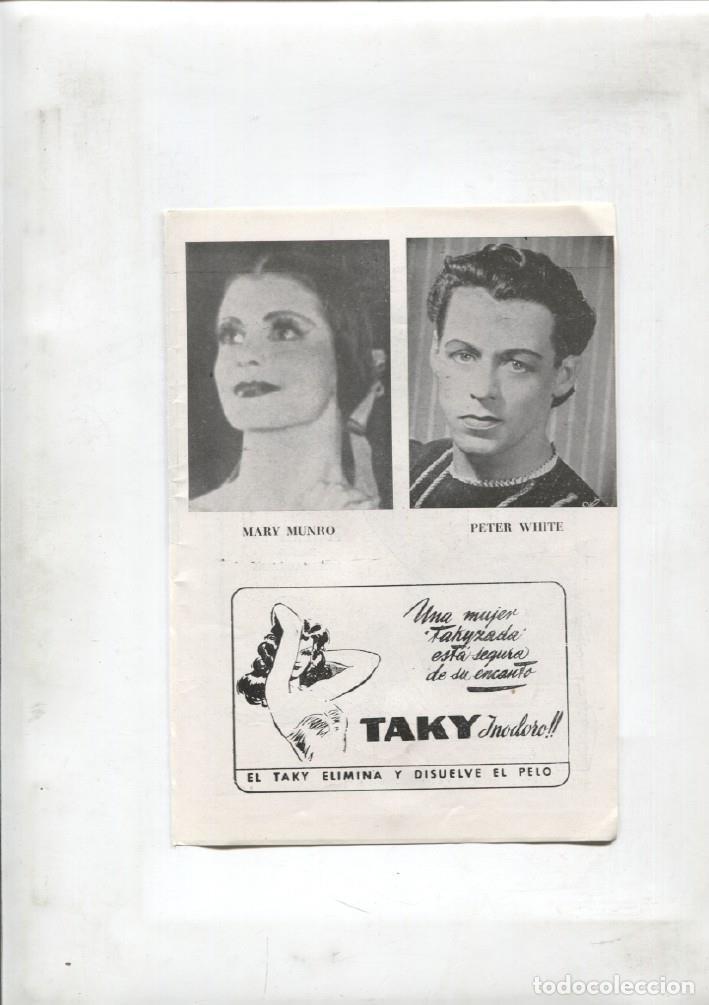 MARY MUNRO
PETER WHITE
Una mujer
"takyzada"
está segura
de su encanto
TAKY Inodoro!!
EL TAKY ELIMINA Y DISUELVE EL PELO
todocoleccion